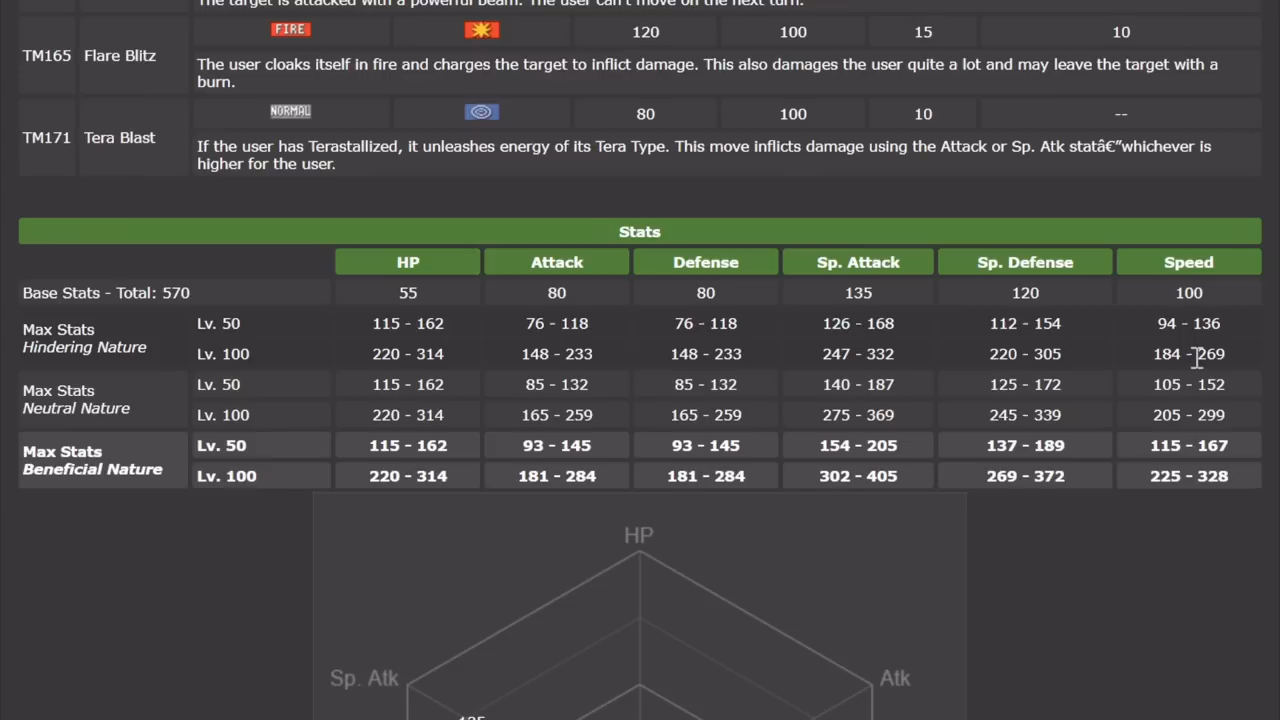 The target is attacked with a powerful beam. The user can't move on the next turn.
TM165 Flare Blitz FIRE 120 100 15 10
The user cloaks itself in fire and charges the target to inflict damage. This also damages the user quite a lot and may leave the target with a
burn.
TM171 Tera Blast NORMAL 80 100 10 --
If the user has Terastallized, it unleashes energy of its Tera Type. This move inflicts damage using the Attack or Sp. Atk statâ€”whichever is
higher for the user.
Stats
HP Attack Defense Sp. Attack Sp. Defense Speed
Base Stats - Total: 570 55 80 80 135 120 100
Max Stats
Hindering Nature
Lv. 50 115 - 162 76 - 118 76 - 118 126 - 168 112 - 154 94 - 136
Lv. 100 220 - 314 148 - 233 148 - 233 247 - 332 220 - 305 184 - 269
Max Stats
Neutral Nature
Lv. 50 115 - 162 85 - 132 85 - 132 140 - 187 125 - 172 105 - 152
Lv. 100 220 - 314 165 - 259 165 - 259 275 - 369 245 - 339 205 - 299
Max Stats
Beneficial Nature
Lv. 50 115 - 162 93 - 145 93 - 145 154 - 205 137 - 189 115 - 167
Lv. 100 220 - 314 181 - 284 181 - 284 302 - 405 269 - 372 225 - 328
HP
Sp. Atk
Atk
135